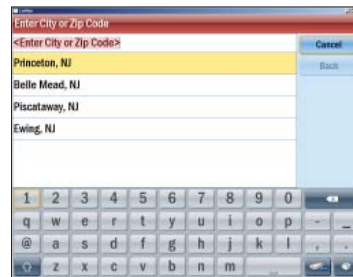 Enter City or Zip Code
<Enter City or Zip Code>
Cancel
Princeton, NJ
Back
Belle Mead, NJ
Piscataway, NJ
Ewing, NJ
1 2 3 4 5 6 7 8 9 0
q w e r t y u i o p - _
@ a s d f g h j k l , .
z x c v b n m